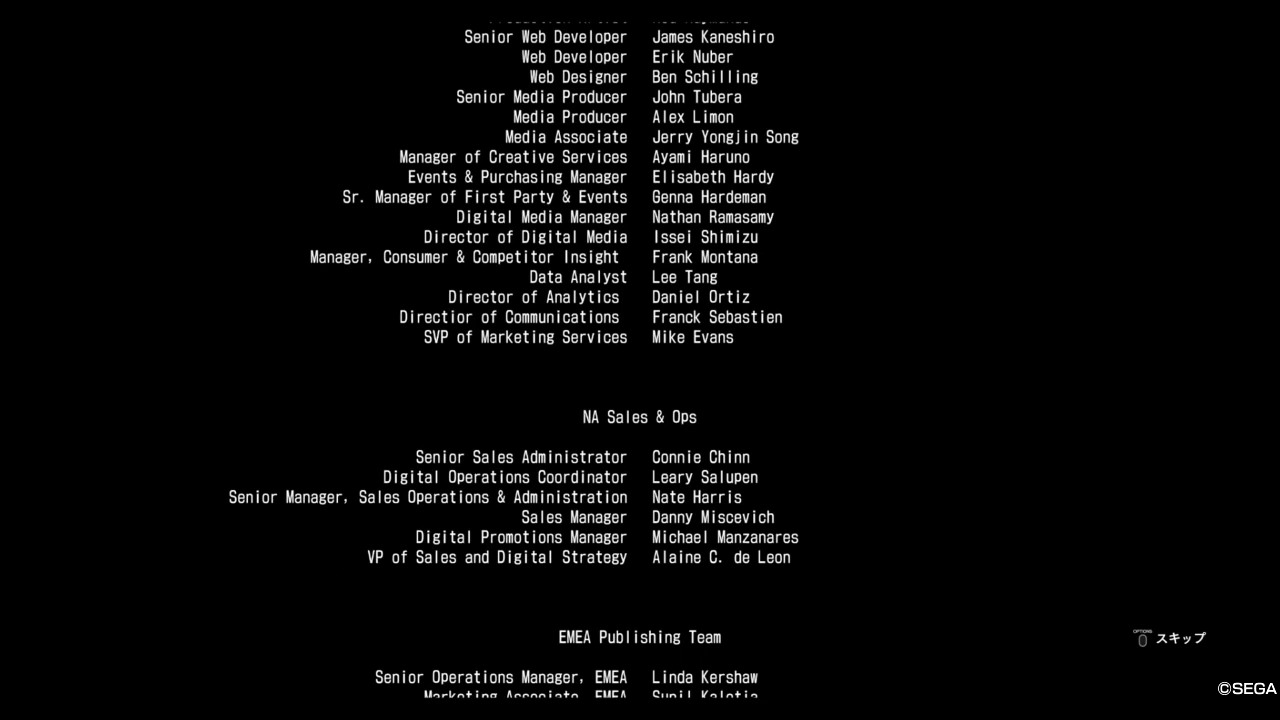 Senior Web Developer James Kaneshiro
Web Developer Erik Nuber
Web Designer Ben Schilling
Senior Media Producer John Tubera
Media Producer Alex Limon
Media Associate Jerry Yongjin Song
Manager of Creative Services Ayami Haruno
Events & Purchasing Manager Elisabeth Hardy
Sr. Manager of First Party & Events Genna Hardeman
Digital Media Manager Nathan Ramasamy
Director of Digital Media Issei Shimizu
Manager, Consumer & Competitor Insight Frank Montana
Data Analyst Lee Tang
Director of Analytics Daniel Ortiz
Directior of Communications Franck Sebastien
SVP of Marketing Services Mike Evans
NA Sales & Ops
Senior Sales Administrator Connie Chinn
Digital Operations Coordinator Leary Salupen
Senior Manager, Sales Operations & Administration Nate Harris
Sales Manager Danny Miscevich
Digital Promotions Manager Michael Manzanares
VP of Sales and Digital Strategy Alaine C. de Leon
EMEA Publishing Team
OPTIONS スキップ
Senior Operations Manager, EMEA Linda Kershaw
Marketing Associate, EMEA Sunil Kalotia
©SEGA